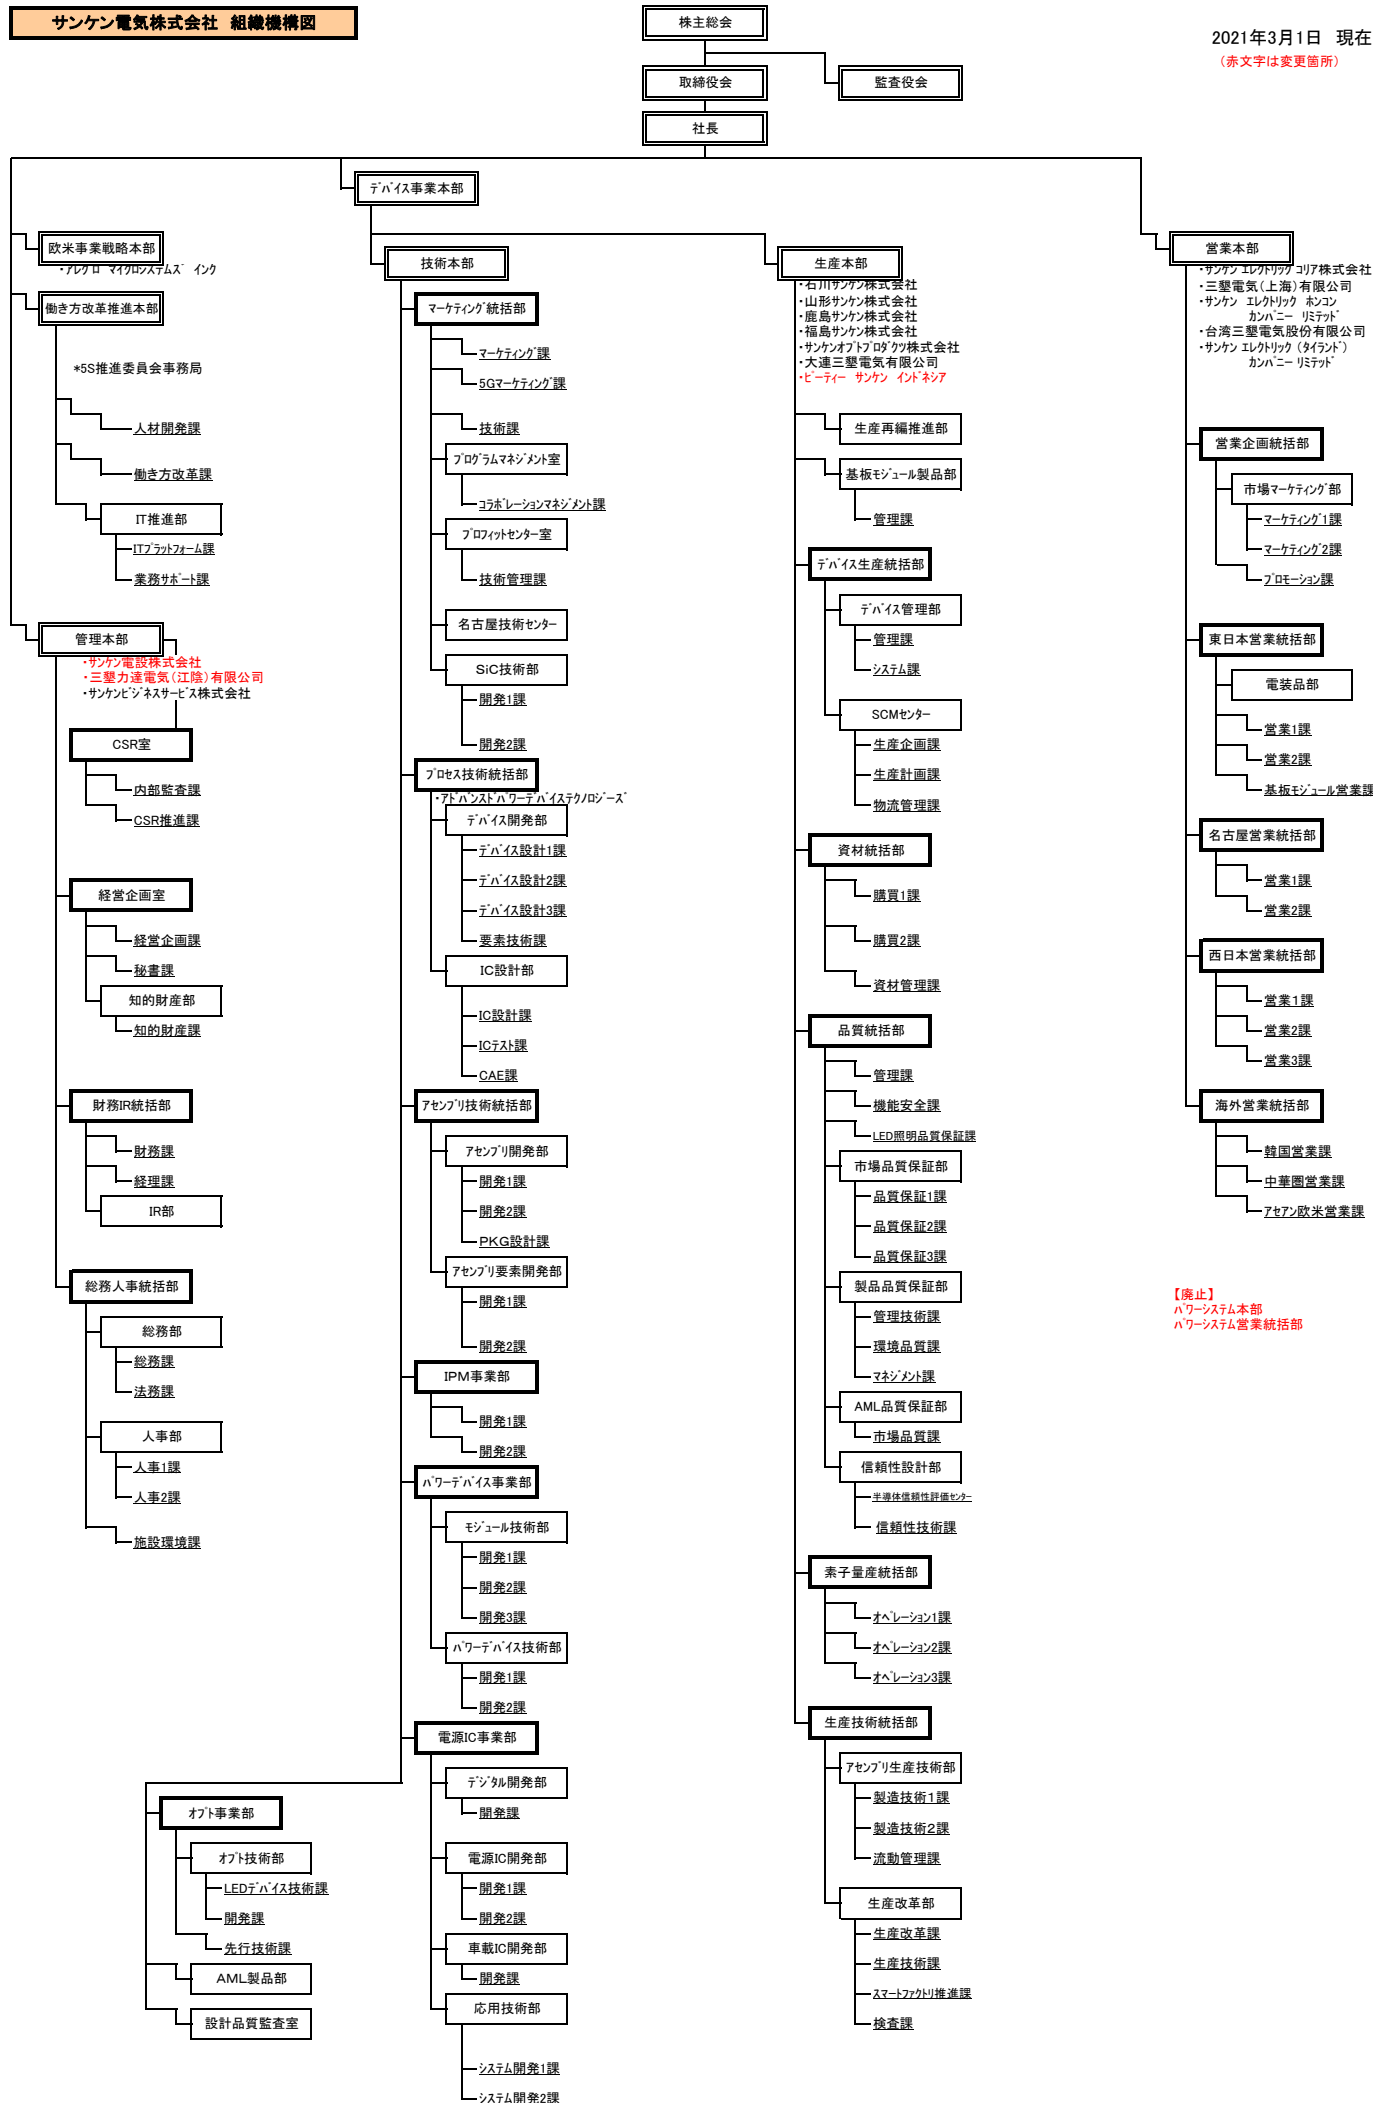 サンケン電気株式会社 組織機構図
株主総会
2021年3月1日 現在
(赤文字は変更箇所)
取締役会
監査役会
社長
デバイス事業本部
欧米事業戦略本部
・アレグロ マイクロシステムズ インク
働き方改革推進本部
*5S推進委員会事務局
人材開発課
働き方改革課
IT推進部
ITプラットフォーム課
業務サポート課
管理本部
・サンケン電設株式会社
・三墾力達電気(江陰)有限公司
・サンケンビジネスサービス株式会社
CSR室
内部監査課
CSR推進課
経営企画室
経営企画課
秘書課
知的財産部
知的財産課
財務IR統括部
財務課
経理課
IR部
総務人事統括部
総務部
総務課
法務課
人事部
人事1課
人事2課
施設環境課
技術本部
マーケティング統括部
マーケティング課
5Gマーケティング課
技術課
プログラムマネジメント室
コラボレーションマネジメント課
プロフィットセンター室
技術管理課
名古屋技術センター
SiC技術部
開発1課
開発2課
プロセス技術統括部
・アドバンストパワーデバイステクノロジーズ
デバイス開発部
デバイス設計1課
デバイス設計2課
デバイス設計3課
要素技術課
IC設計部
IC設計課
ICテスト課
CAE課
アセンブリ技術統括部
アセンブリ開発部
開発1課
開発2課
PKG設計課
アセンブリ要素開発部
開発1課
開発2課
IPM事業部
開発1課
開発2課
パワーデバイス事業部
モジュール技術部
開発1課
開発2課
開発3課
パワーデバイス技術部
開発1課
開発2課
電源IC事業部
デジタル開発部
開発課
電源IC開発部
開発1課
開発2課
車載IC開発部
開発課
応用技術部
システム開発1課
システム開発2課
オプト事業部
オプト技術部
LEDデバイス技術課
開発課
先行技術課
AML製品部
設計品質監査室
生産本部
・石川サンケン株式会社
・山形サンケン株式会社
・鹿島サンケン株式会社
・福島サンケン株式会社
・サンケンオプトプロダクツ株式会社
・大連三墾電気有限公司
・ピーティー サンケン インドネシア
生産再編推進部
基板モジュール製品部
管理課
デバイス生産統括部
デバイス管理部
管理課
システム課
SCMセンター
生産企画課
生産計画課
物流管理課
資材統括部
購買1課
購買2課
資材管理課
品質統括部
管理課
機能安全課
LED照明品質保証課
市場品質保証部
品質保証1課
品質保証2課
品質保証3課
製品品質保証部
管理技術課
環境品質課
マネジメント課
AML品質保証部
市場品質課
信頼性設計部
半導体信頼性評価センター
信頼性技術課
素子量産統括部
オペレーション1課
オペレーション2課
オペレーション3課
生産技術統括部
アセンブリ生産技術部
製造技術1課
製造技術2課
流動管理課
生産改革部
生産改革課
生産技術課
スマートファクトリ推進課
検査課
営業本部
・サンケン エレクトリック コリア株式会社
・三墾電気(上海)有限公司
・サンケン エレクトリック ホンコン
カンパニー リミテッド
・台湾三墾電気股份有限公司
・サンケン エレクトリック (タイランド)
カンパニー リミテッド
営業企画統括部
市場マーケティング部
マーケティング1課
マーケティング2課
プロモーション課
東日本営業統括部
電装品部
営業1課
営業2課
基板モジュール営業課
名古屋営業統括部
営業1課
営業2課
西日本営業統括部
営業1課
営業2課
営業3課
海外営業統括部
韓国営業課
中華圏営業課
アセアン欧米営業課
【廃止】
パワーシステム本部
パワーシステム営業統括部